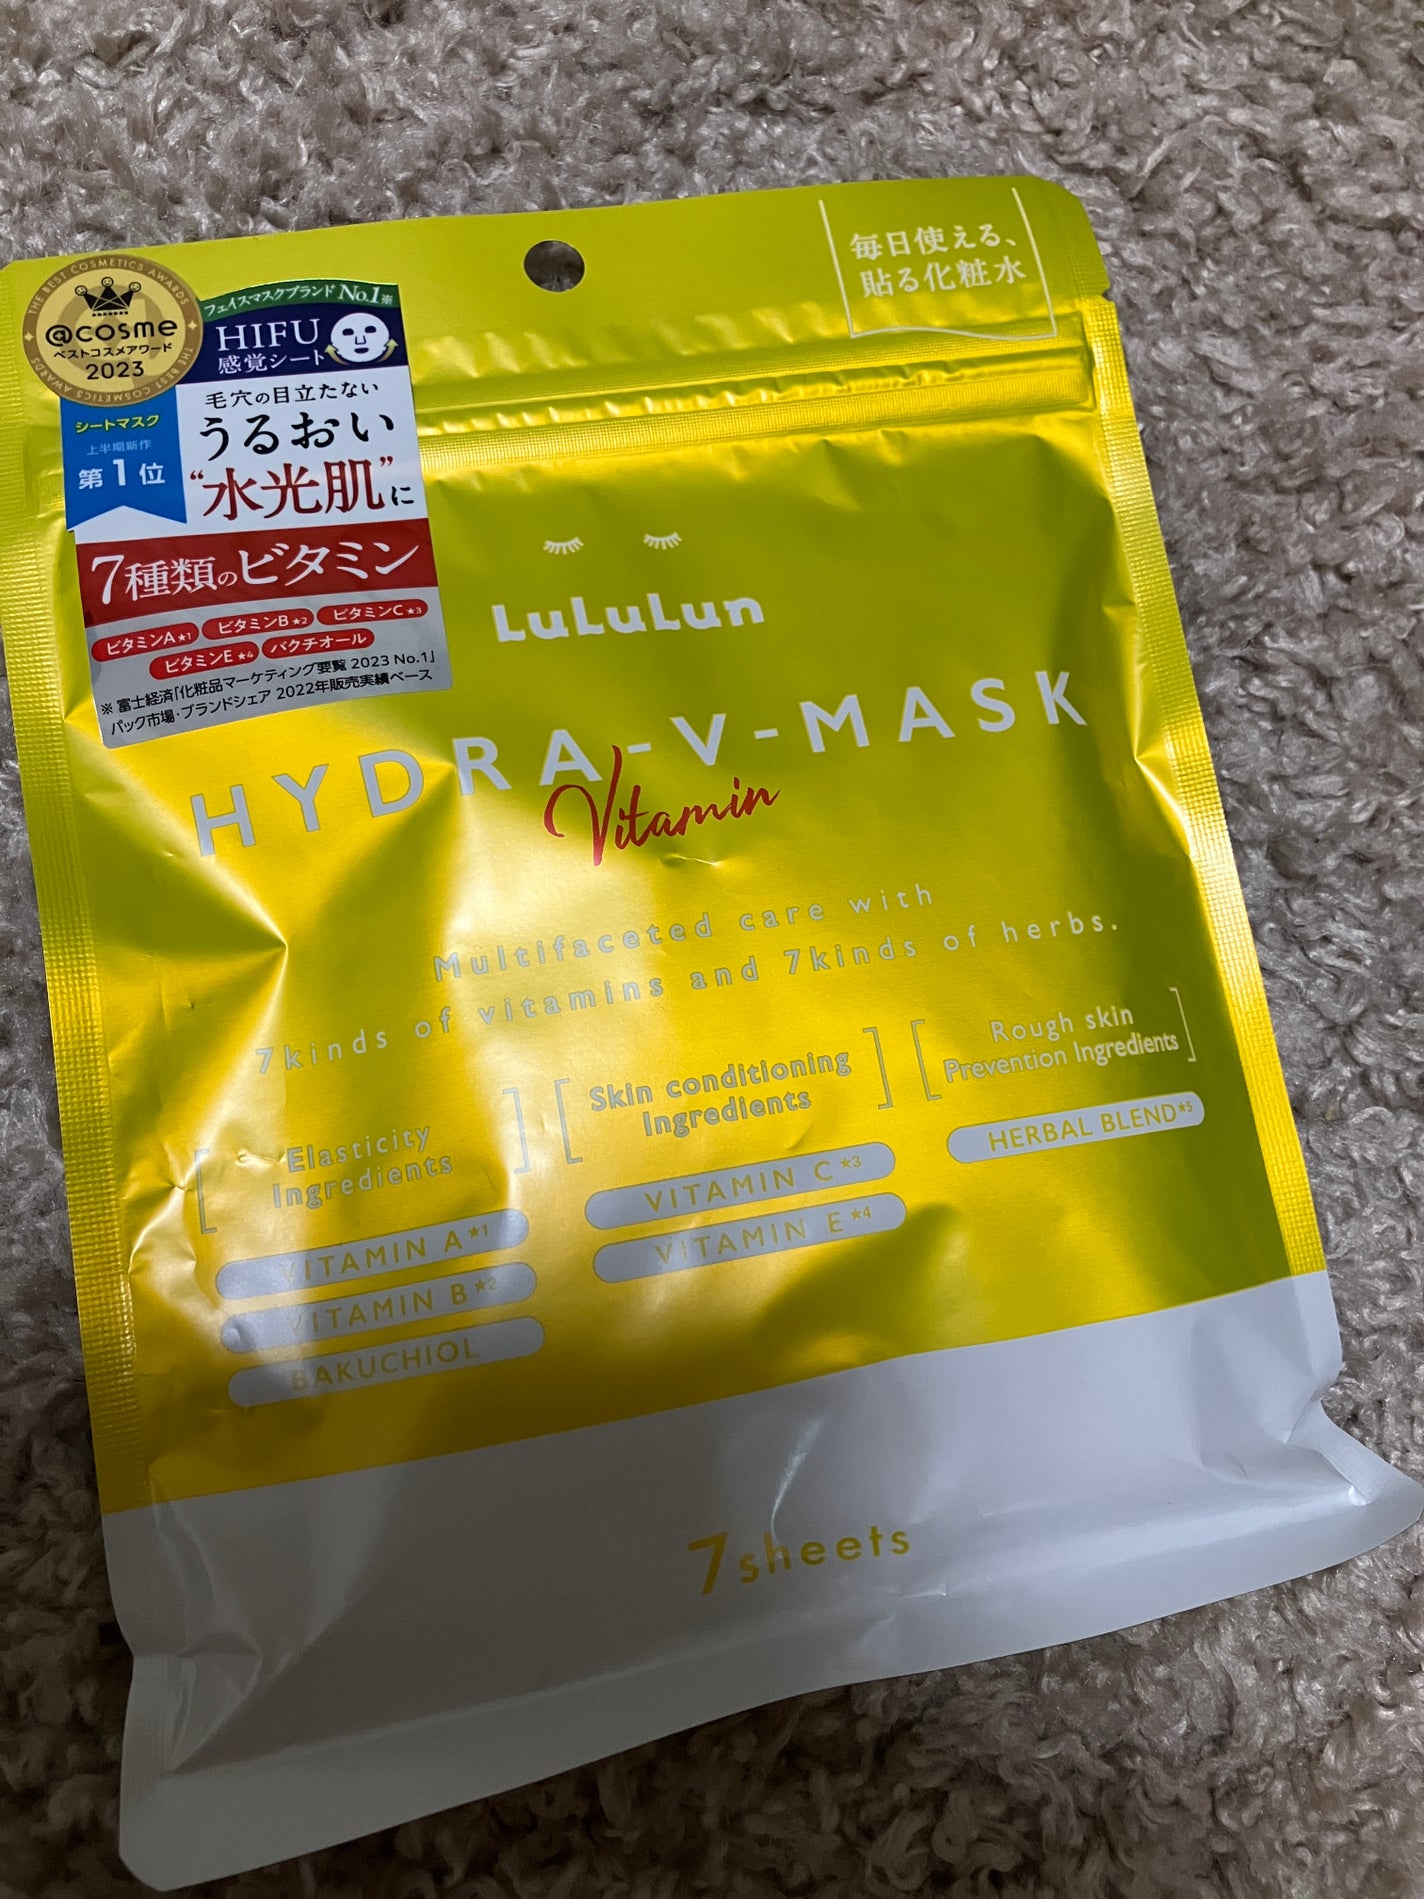 毎日使える、
貼る化粧水
THE BEST COSMETICS AWARDS
@cosme
ベストコスメアワード
2023
THE BEST COSMETICS AWARDS
シートマスク
上半期新作
第1位
フェイスマスクブランドNo.1※
HIFU
感覚シート
毛穴の目立たない
うるおい
“水光肌”に
7種類のビタミン
ビタミンA★1 ビタミンB★2 ビタミンC★3
ビタミンE★4 バクチオール
※富士経済「化粧品マーケティング要覧 2023 No.1」
パック市場・ブランドシェア 2022年販売実績ベース
LuLuLun
HYDRA-V-MASK
Vitamin
Multifaceted care with
7kinds of vitamins and 7kinds of herbs.
Elasticity
Ingredients
VITAMIN A★1
VITAMIN B★2
BAKUCHIOL
Skin conditioning
Ingredients
VITAMIN C★3
VITAMIN E★4
Rough skin
Prevention Ingredients
HERBAL BLEND★5
7sheets